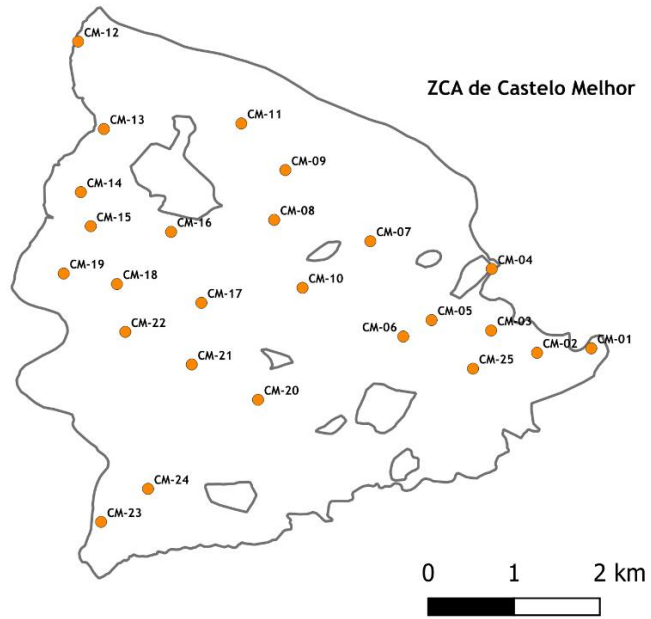 CM-12
ZCA de Castelo Melhor
CM-11
CM-13
CM-09
CM-14
CM-08
CM-15
CM-16
CM-07
CM-04
CM-19
CM-18
CM-10
CM-17
CM-05
CM-03
CM-22
CM-06
CM-02
CM-01
CM-21
CM-25
CM-20
CM-24
CM-23
0 1 2 km